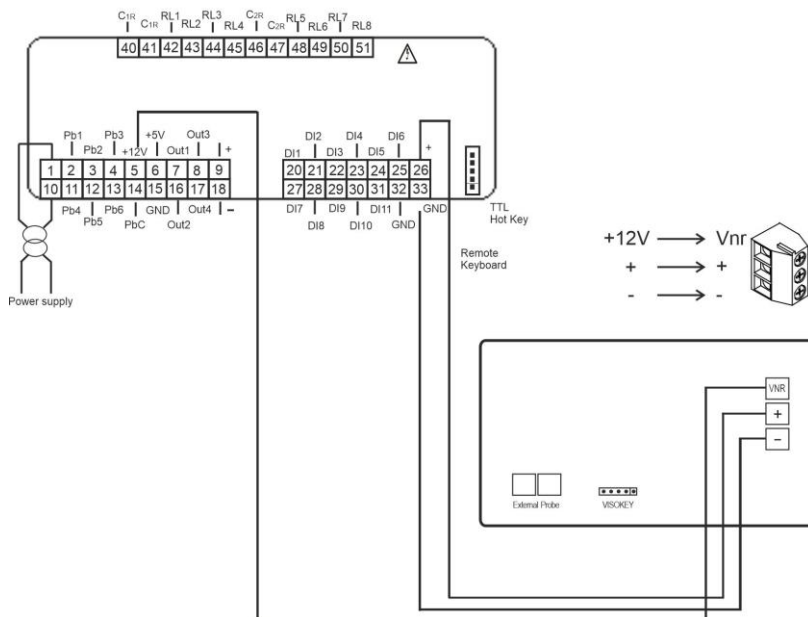 C1R RL1 RL3 C2R RL5 RL7
C1R RL2 RL4 C2R RL6 RL8
40 41 42 43 44 45 46 47 48 49 50 51
Pb1 Pb3 +5V Out3 +
Pb2 +12V Out1
1 2 3 4 5 6 7 8 9
10 11 12 13 14 15 16 17 18
Pb4 Pb6 GND Out4 −
Pb5 PbC Out2
DI2 DI4 DI6 +
DI1 DI3 DI5
20 21 22 23 24 25 26
27 28 29 30 31 32 33
DI7 DI9 DI11 GND
DI8 DI10 GND
TTL
Hot Key
Remote
Keyboard
Power supply
+12V Vnr
+ +
- -
VNR
+
−
External Probe VISOKEY